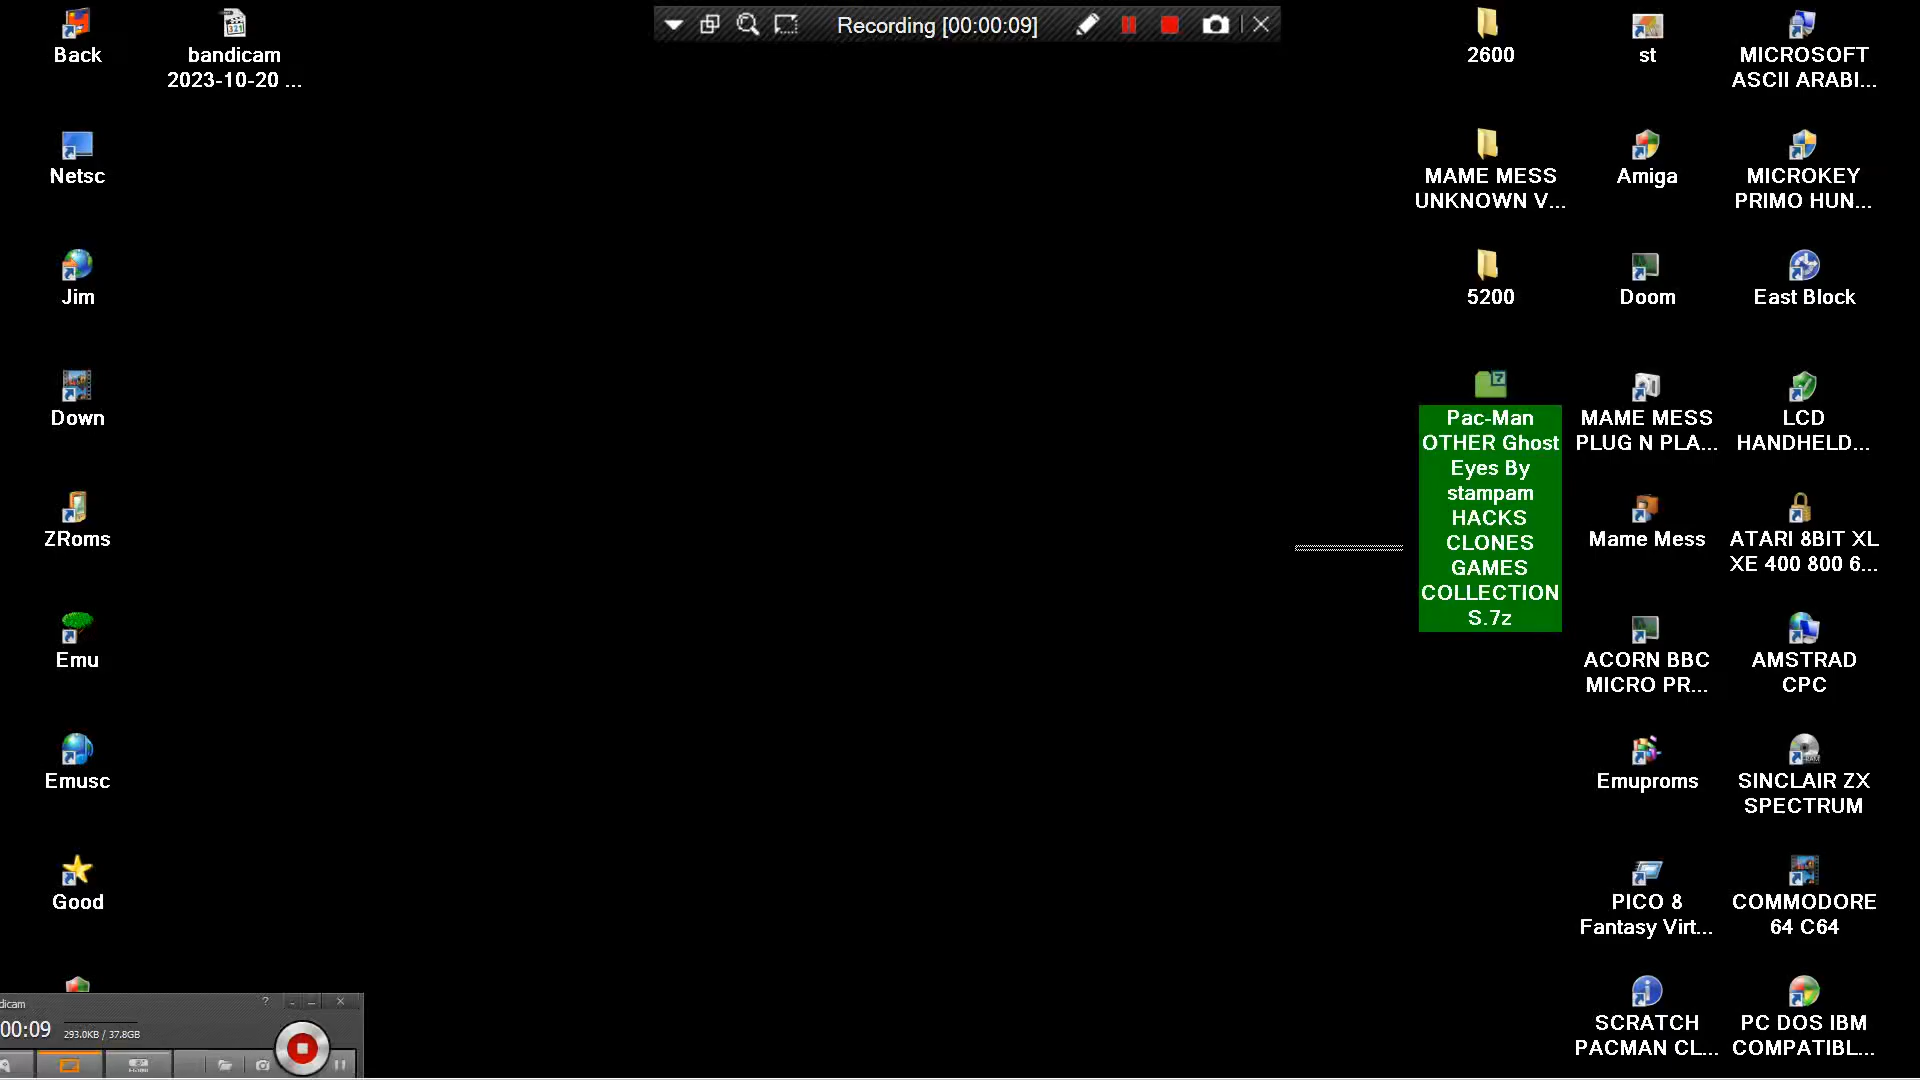 Recording [00:00:09]
Back
bandicam
2023-10-20 ...
Netsc
Jim
Down
ZRoms
Emu
Emusc
Good
2600
MAME MESS
UNKNOWN V...
5200
Pac-Man
OTHER Ghost
Eyes By
stampam
HACKS
CLONES
GAMES
COLLECTION
S.7z
st
Amiga
Doom
MAME MESS
PLUG N PLA...
Mame Mess
ACORN BBC
MICRO PR...
Emuproms
PICO 8
Fantasy Virt...
SCRATCH
PACMAN CL...
MICROSOFT
ASCII ARABI...
MICROKEY
PRIMO HUN...
East Block
LCD
HANDHELD...
ATARI 8BIT XL
XE 400 800 6...
AMSTRAD
CPC
SINCLAIR ZX
SPECTRUM
COMMODORE
64 C64
PC DOS IBM
COMPATIBL...
dicam
00:09
293.0KB / 37.8GB